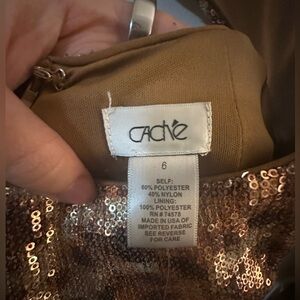 CACHÉ
6
SELF:
60% POLYESTER
40% NYLON
LINING:
100% POLYESTER
RN# 74578
MADE IN USA OF
IMPORTED FABRIC
SEE REVERSE
FOR CARE